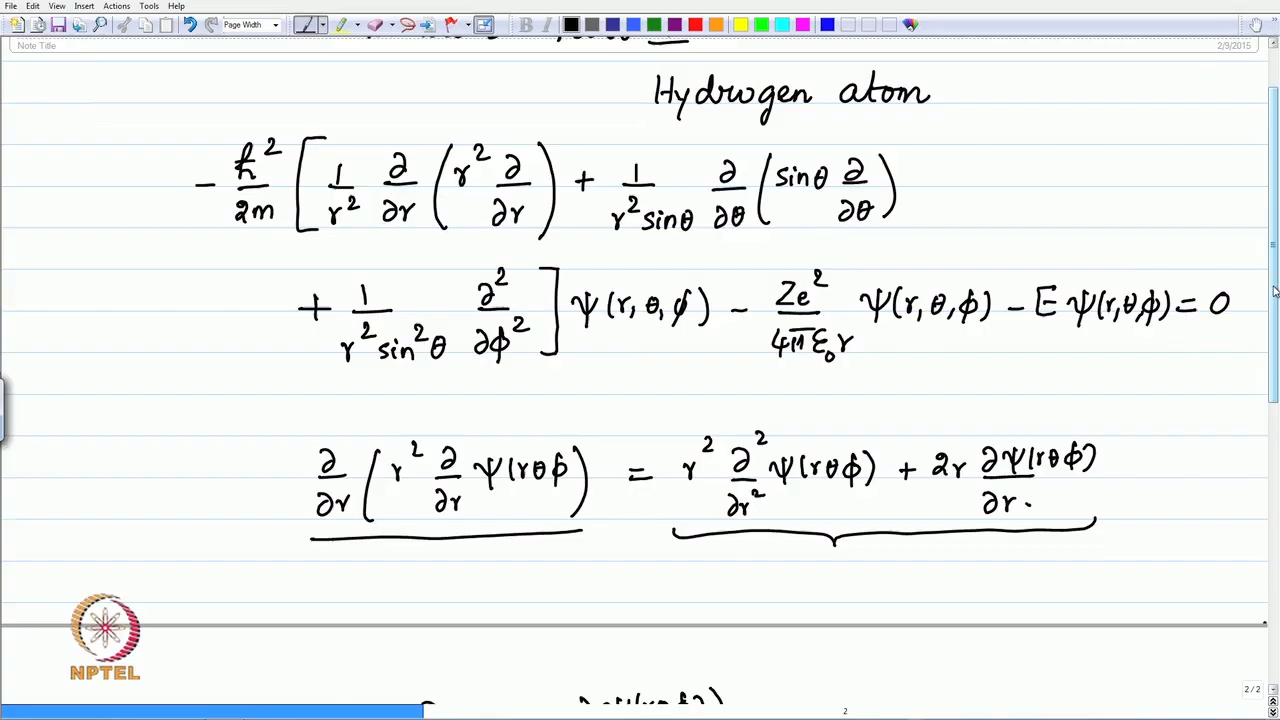 File Edit View Insert Actions Tools Help
Page Width
B I
Note Title
2/9/2015
Hydrogen atom
- ℏ²/2m [ 1/r² ∂/∂r ( r² ∂/∂r ) + 1/r² sinθ ∂/∂θ ( sinθ ∂/∂θ )
+ 1/r² sin²θ ∂²/∂ϕ² ] ψ(r, θ, ϕ) - Ze²/4πε₀r ψ(r, θ, ϕ) - E ψ(r,θ,ϕ) = 0
∂/∂r ( r² ∂/∂r ψ(rθϕ) = r² ∂²/∂r² ψ(rθϕ) + 2r ∂ψ(rθϕ)/∂r.
NPTEL
2/2
2